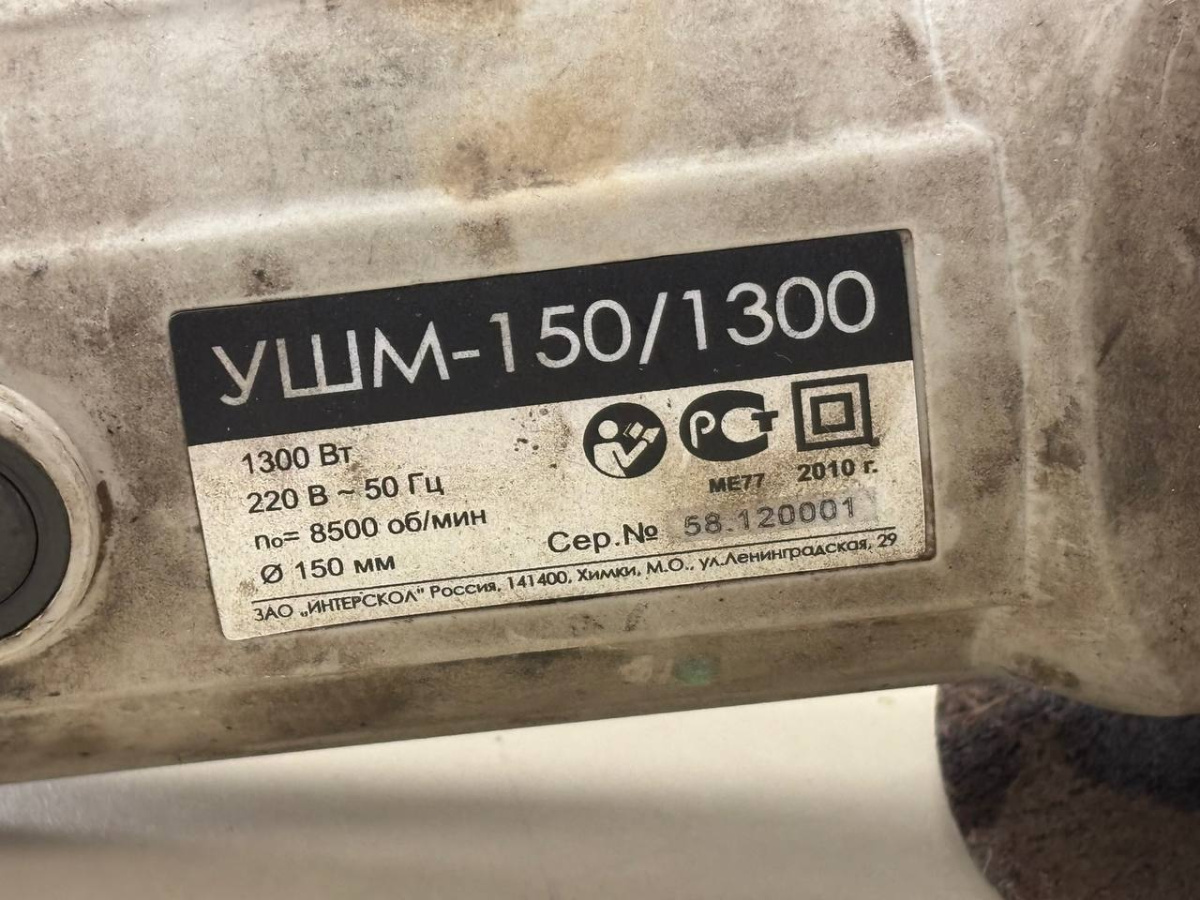 УШМ-150/1300
1300 Вт
220 В ~ 50 Гц
n₀= 8500 об/мин
Ø 150 мм
РСТ
МЕ77 2010 г.
Сер.№ 58.120001
ЗАО „ИНТЕРСКОЛ" Россия, 141400, Химки, М.О., ул.Ленинградская, 29